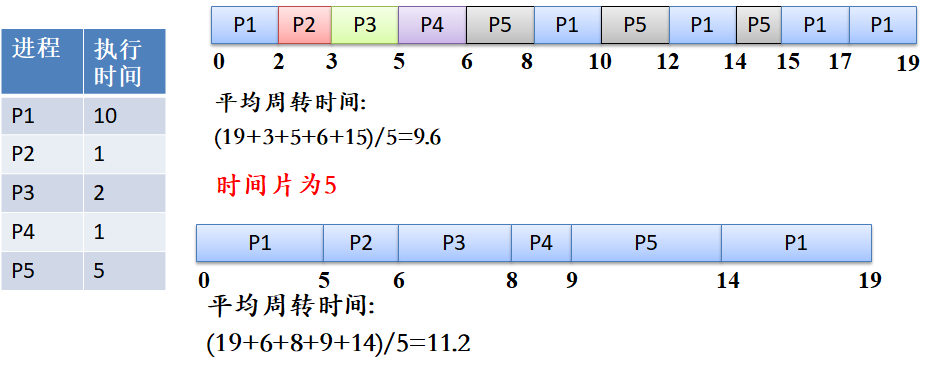 进程 执行时间
P1 10
P2 1
P3 2
P4 1
P5 5
P1 P2 P3 P4 P5 P1 P5 P1 P5 P1 P1
0 2 3 5 6 8 10 12 14 15 17 19
平均周转时间:
(19+3+5+6+15)/5=9.6
时间片为5
P1 P2 P3 P4 P5 P1
0 5 6 8 9 14 19
平均周转时间:
(19+6+8+9+14)/5=11.2